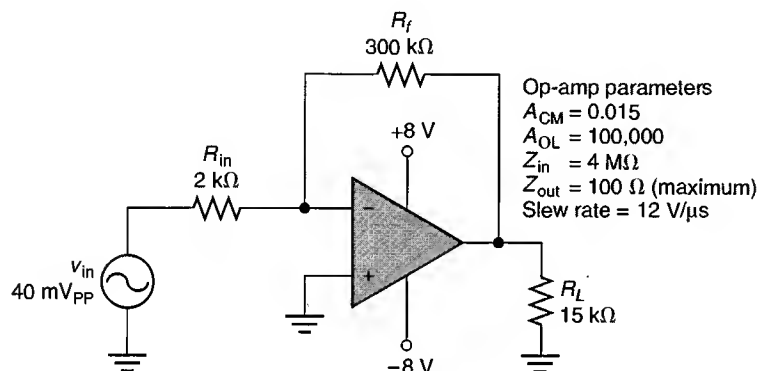 R_f
300 kΩ
Op-amp parameters
A_CM = 0.015
A_OL = 100,000
Z_in = 4 MΩ
Z_out = 100 Ω (maximum)
Slew rate = 12 V/μs
+8 V
R_in
2 kΩ
−
+
v_in
40 mV_PP
R_L
15 kΩ
−8 V